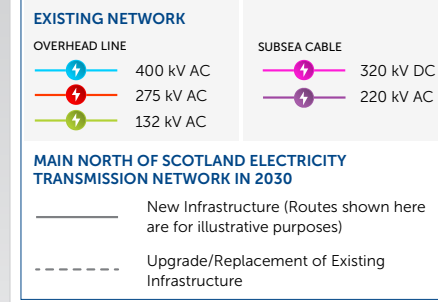 EXISTING NETWORK
OVERHEAD LINE
400 kV AC
275 kV AC
132 kV AC
SUBSEA CABLE
320 kV DC
220 kV AC
MAIN NORTH OF SCOTLAND ELECTRICITY
TRANSMISSION NETWORK IN 2030
New Infrastructure (Routes shown here
are for illustrative purposes)
Upgrade/Replacement of Existing
Infrastructure